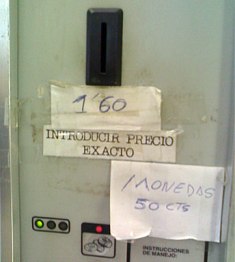 1'60
INTRODUCIR PRECIO
EXACTO
MONEDAS
50 CTS
INSTRUCCIONES
DE MANEJO: